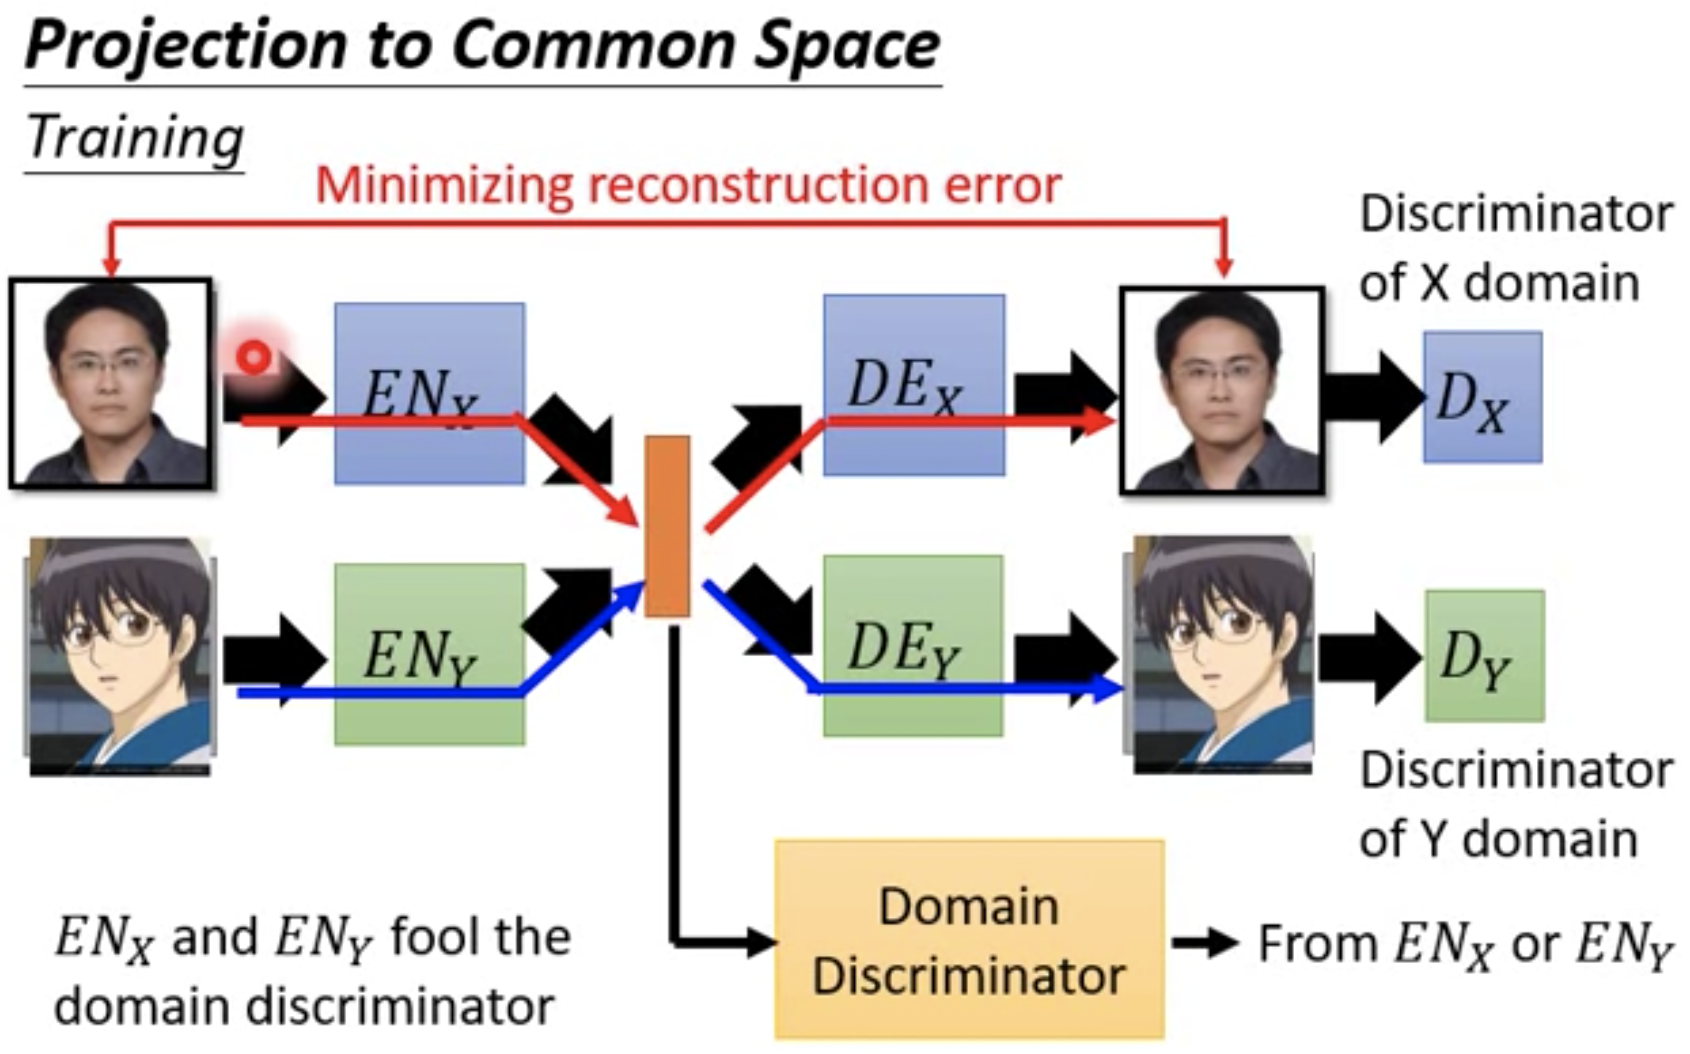 Projection to Common Space
Training
Minimizing reconstruction error
Discriminator
of X domain
EN_X
DE_X
D_X
EN_Y
DE_Y
D_Y
Discriminator
of Y domain
Domain
Discriminator
From EN_X or EN_Y
EN_X and EN_Y fool the
domain discriminator